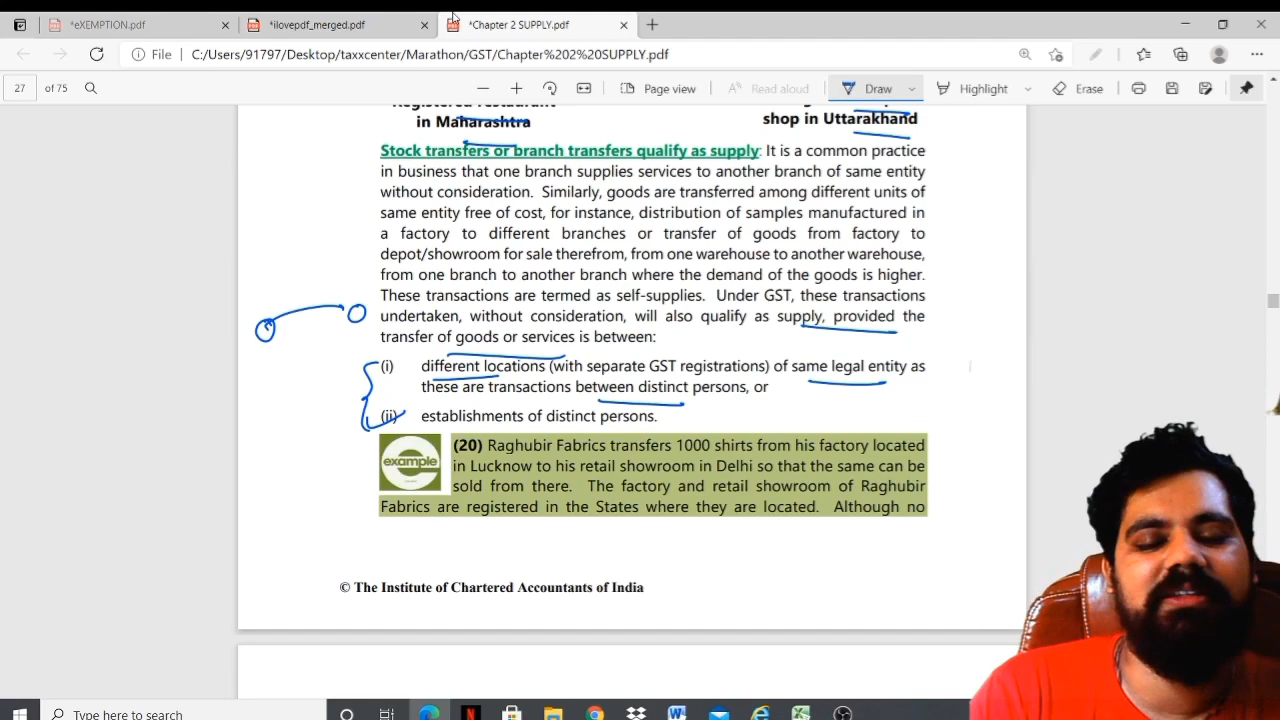 *eXEMPTION.pdf
*ilovepdf_merged.pdf
*Chapter 2 SUPPLY.pdf
File
C:/Users/91797/Desktop/taxxcenter/Marathon/GST/Chapter%202%20SUPPLY.pdf
27 of 75
Page view
Read aloud
Draw
Highlight
Erase
Registered restaurant
in Maharashtra
shop in Uttarakhand
Stock transfers or branch transfers qualify as supply: It is a common practice
in business that one branch supplies services to another branch of same entity
without consideration. Similarly, goods are transferred among different units of
same entity free of cost, for instance, distribution of samples manufactured in
a factory to different branches or transfer of goods from factory to
depot/showroom for sale therefrom, from one warehouse to another warehouse,
from one branch to another branch where the demand of the goods is higher.
These transactions are termed as self-supplies. Under GST, these transactions
undertaken, without consideration, will also qualify as supply, provided the
transfer of goods or services is between:
(i) different locations (with separate GST registrations) of same legal entity as
these are transactions between distinct persons, or
(ii) establishments of distinct persons.
example
(20) Raghubir Fabrics transfers 1000 shirts from his factory located
in Lucknow to his retail showroom in Delhi so that the same can be
sold from there. The factory and retail showroom of Raghubir
Fabrics are registered in the States where they are located. Although no
© The Institute of Chartered Accountants of India
Type here to search